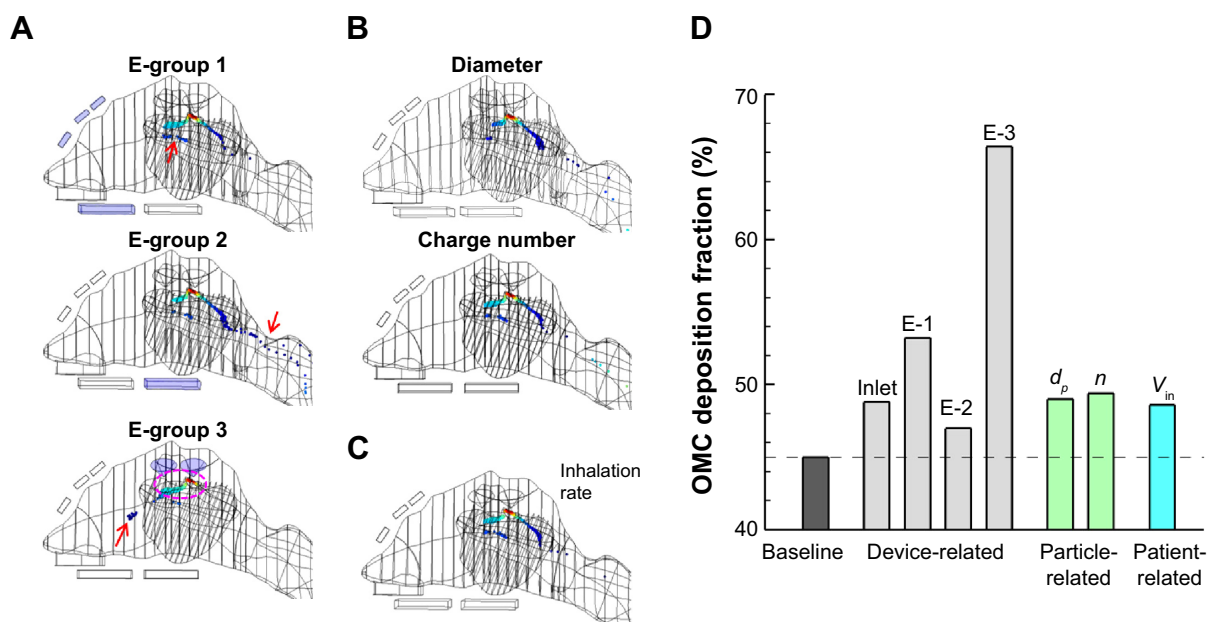 A
E-group 1
E-group 2
E-group 3
B
Diameter
Charge number
C
Inhalation
rate
D
OMC deposition fraction (%)
70
60
50
40
Inlet
E-1
E-2
E-3
dp
n
Vin
Baseline
Device-related
Particle-
related
Patient-
related